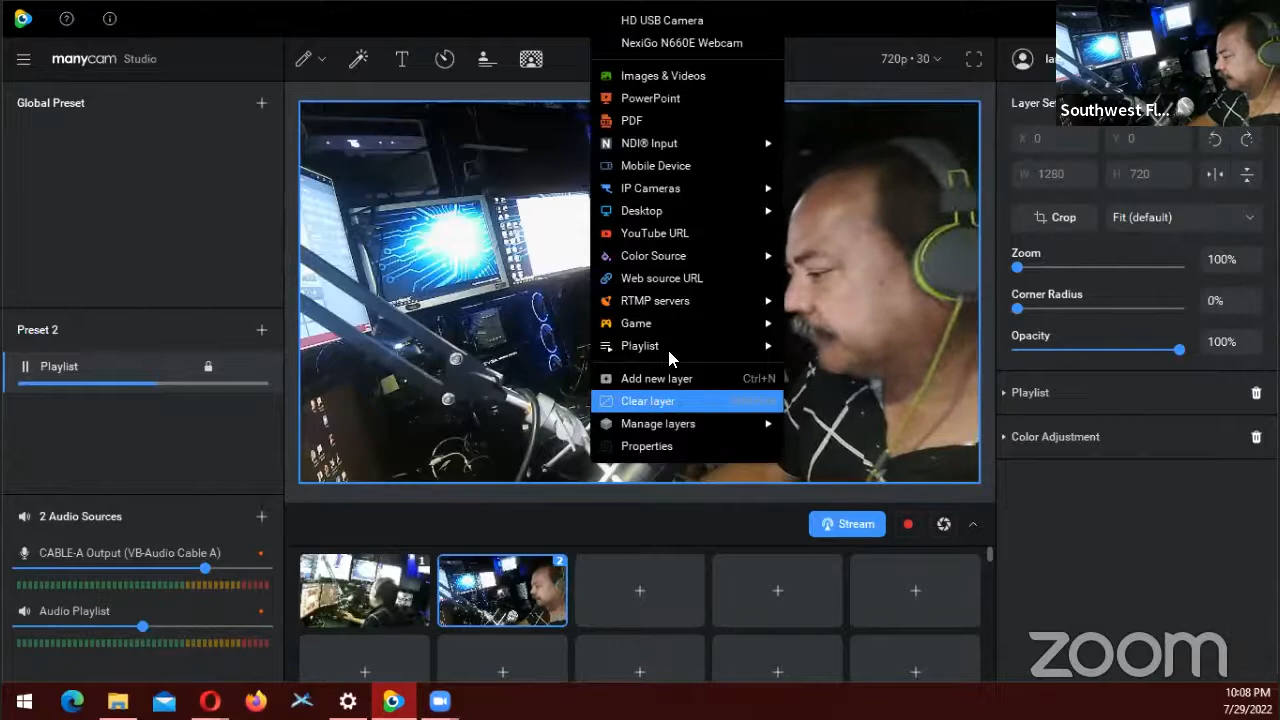 HD USB Camera
NexiGo N660E Webcam
manycam Studio
720p • 30
Global Preset
Images & Videos
PowerPoint
PDF
NDI® Input
Mobile Device
IP Cameras
Desktop
YouTube URL
Color Source
Web source URL
RTMP servers
Game
Playlist
Add new layer Ctrl+N
Clear layer
Manage layers
Properties
Southwest Fl...
Layer Se
X 0 Y 0
W 1280 H 720
Crop Fit (default)
Zoom 100%
Corner Radius 0%
Opacity 100%
Playlist
Color Adjustment
Preset 2
Playlist
2 Audio Sources
CABLE-A Output (VB-Audio Cable A)
Audio Playlist
Stream
1
2
zoom
10:08 PM
7/29/2022